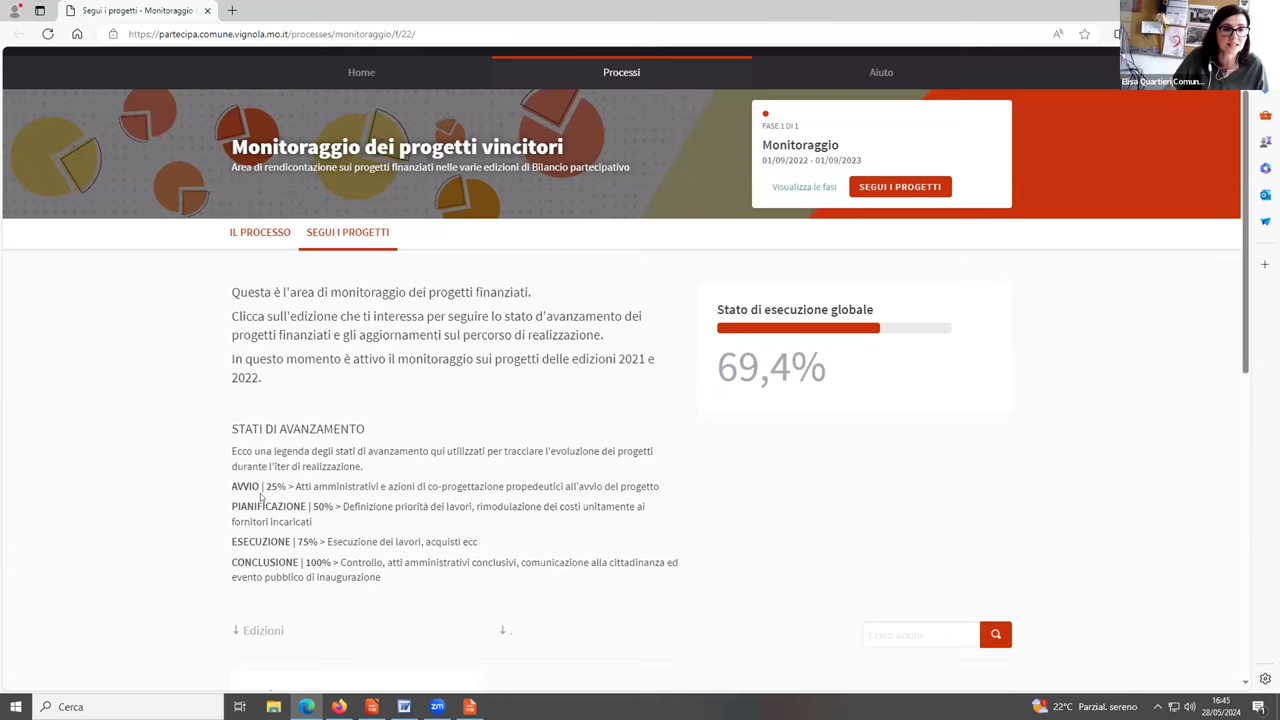 Segui i progetti - Monitoraggio
https://partecipa.comune.vignola.mo.it/processes/monitoraggio/f/22/
Elisa Quartieri Comun...
Home
Processi
Aiuto
Monitoraggio dei progetti vincitori
Area di rendicontazione sui progetti finanziati nelle varie edizioni di Bilancio partecipativo
FASE 1 DI 1
Monitoraggio
01/09/2022 - 01/09/2023
Visualizza le fasi
SEGUI I PROGETTI
IL PROCESSO
SEGUI I PROGETTI
Questa è l'area di monitoraggio dei progetti finanziati.
Clicca sull'edizione che ti interessa per seguire lo stato d'avanzamento dei
progetti finanziati e gli aggiornamenti sul percorso di realizzazione.
In questo momento è attivo il monitoraggio sui progetti delle edizioni 2021 e
2022.
Stato di esecuzione globale
69,4%
STATI DI AVANZAMENTO
Ecco una legenda degli stati di avanzamento qui utilizzati per tracciare l'evoluzione dei progetti
durante l'iter di realizzazione.
AVVIO | 25% > Atti amministrativi e azioni di co-progettazione propedeutici all'avvio del progetto
PIANIFICAZIONE | 50% > Definizione priorità dei lavori, rimodulazione dei costi unitamente ai
fornitori incaricati
ESECUZIONE | 75% > Esecuzione dei lavori, acquisti ecc
CONCLUSIONE | 100% > Controllo, atti amministrativi conclusivi, comunicazione alla cittadinanza ed
evento pubblico di inaugurazione
↓ Edizioni
↓ .
Cerca azioni
Cerca
22°C Parzial. sereno
16:45
28/05/2024